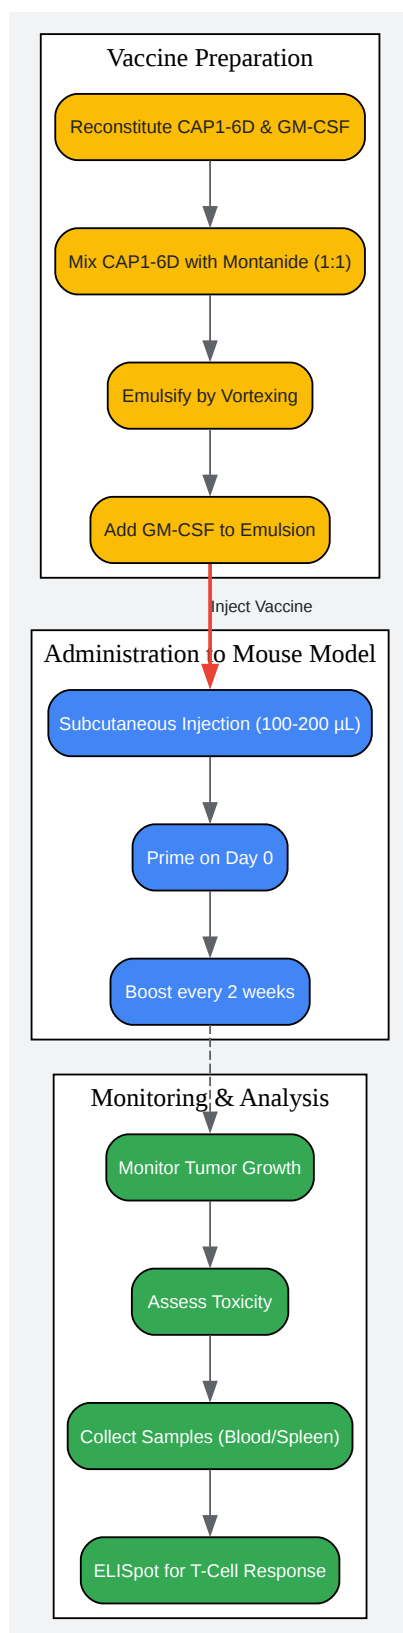 Vaccine Preparation
Reconstitute CAP1-6D & GM-CSF
Mix CAP1-6D with Montanide (1:1)
Emulsify by Vortexing
Add GM-CSF to Emulsion
Inject Vaccine
Administration to Mouse Model
Subcutaneous Injection (100-200 µL)
Prime on Day 0
Boost every 2 weeks
Monitoring & Analysis
Monitor Tumor Growth
Assess Toxicity
Collect Samples (Blood/Spleen)
ELISpot for T-Cell Response